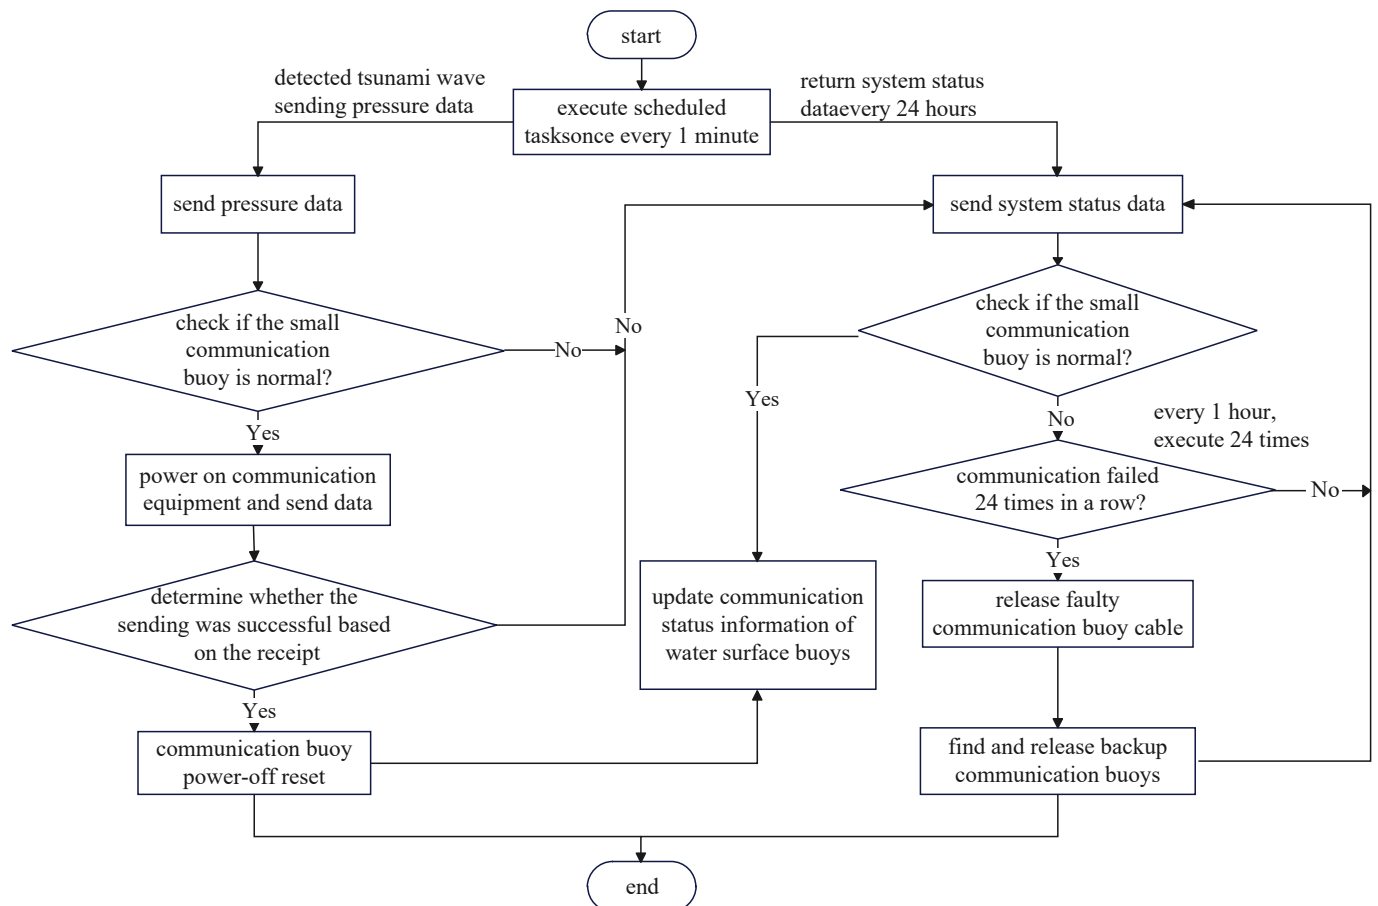 start
detected tsunami wave
sending pressure data
execute scheduled
tasksonce every 1 minute
return system status
dataevery 24 hours
send pressure data
send system status data
check if the small
communication
buoy is normal?
No
No
check if the small
communication
buoy is normal?
Yes
Yes
No
every 1 hour,
execute 24 times
power on communication
equipment and send data
communication failed
24 times in a row?
No
Yes
determine whether the
sending was successful based
on the receipt
update communication
status information of
water surface buoys
release faulty
communication buoy cable
Yes
communication buoy
power-off reset
find and release backup
communication buoys
end